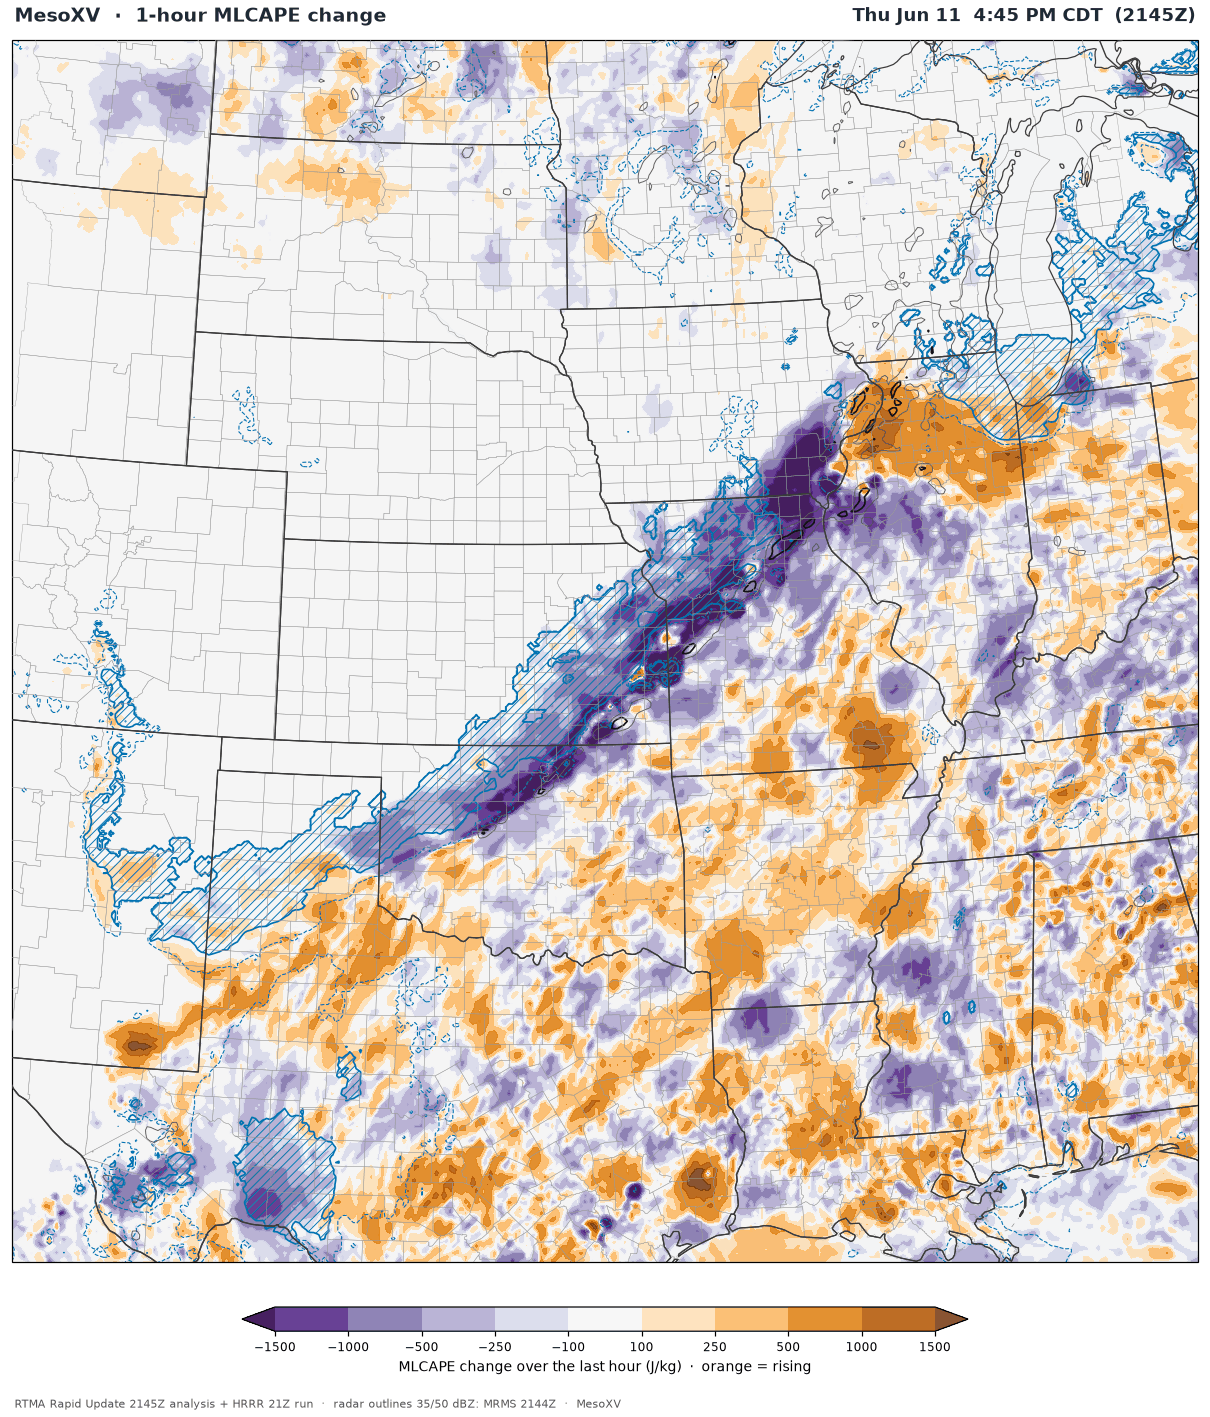 MesoXV · 1-hour MLCAPE change
Thu Jun 11 4:45 PM CDT (2145Z)
−1500 −1000 −500 −250 −100 100 250 500 1000 1500
MLCAPE change over the last hour (J/kg) · orange = rising
RTMA Rapid Update 2145Z analysis + HRRR 21Z run · radar outlines 35/50 dBZ: MRMS 2144Z · MesoXV